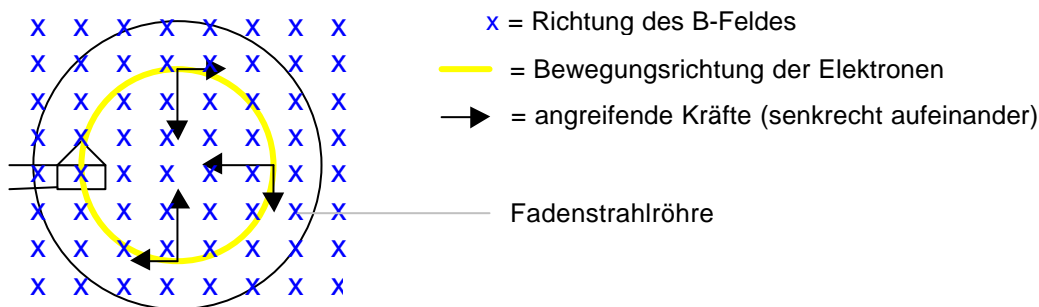 x x x x x x x x
x x x x x x x x
x x x x x x x x
x x x x x x x x
x x x x x x x x
x x x x x x x x
x x x x x x x x
x x x x x x x x
x = Richtung des B-Feldes
= Bewegungsrichtung der Elektronen
= angreifende Kräfte (senkrecht aufeinander)
Fadenstrahlröhre